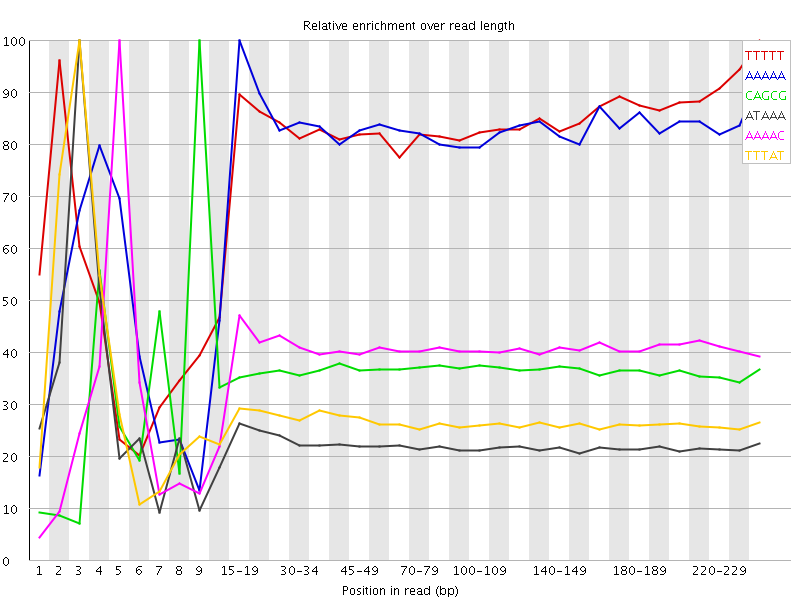 Relative enrichment over read length
100
90
80
70
60
50
40
30
20
10
0
TTTTT
AAAAA
CAGCG
ATAAA
AAAAC
TTTAT
1 2 3 4 5 6 7 8 9 15-19 30-34 45-49 70-79 100-109 140-149 180-189 220-229
Position in read (bp)